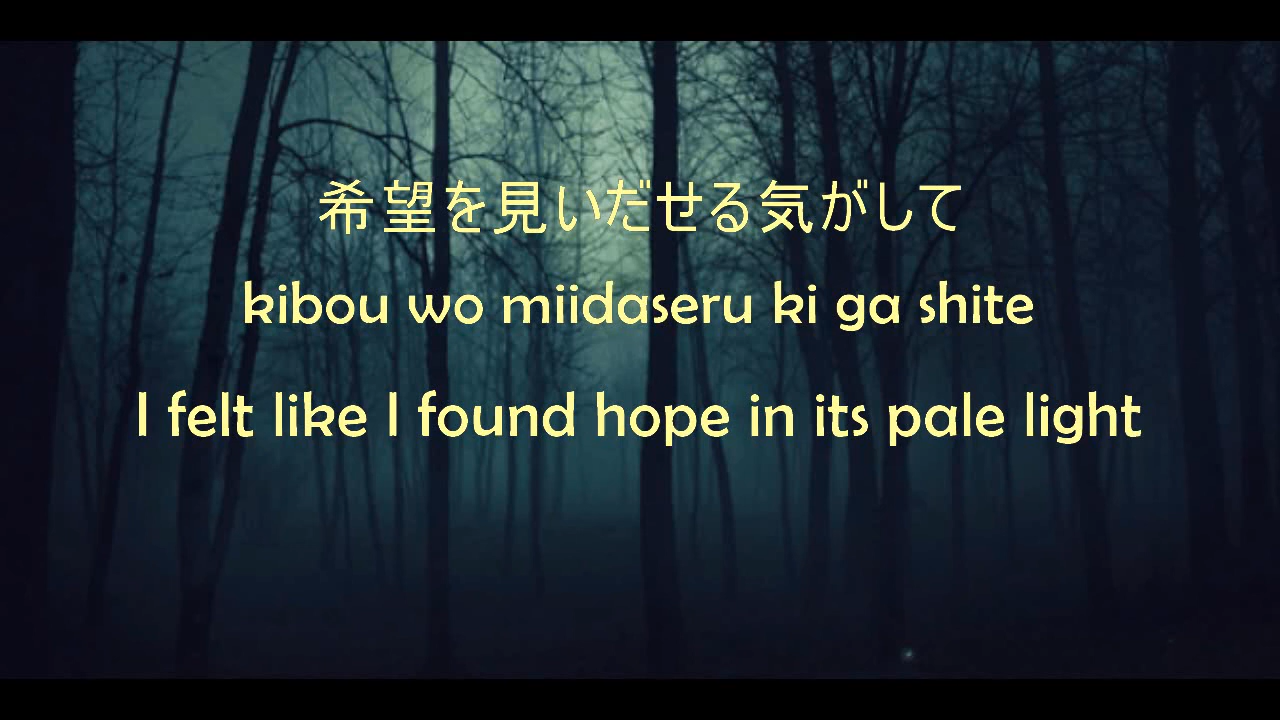 希望を見いだせる気がして
kibou wo miidaseru ki ga shite
I felt like I found hope in its pale light